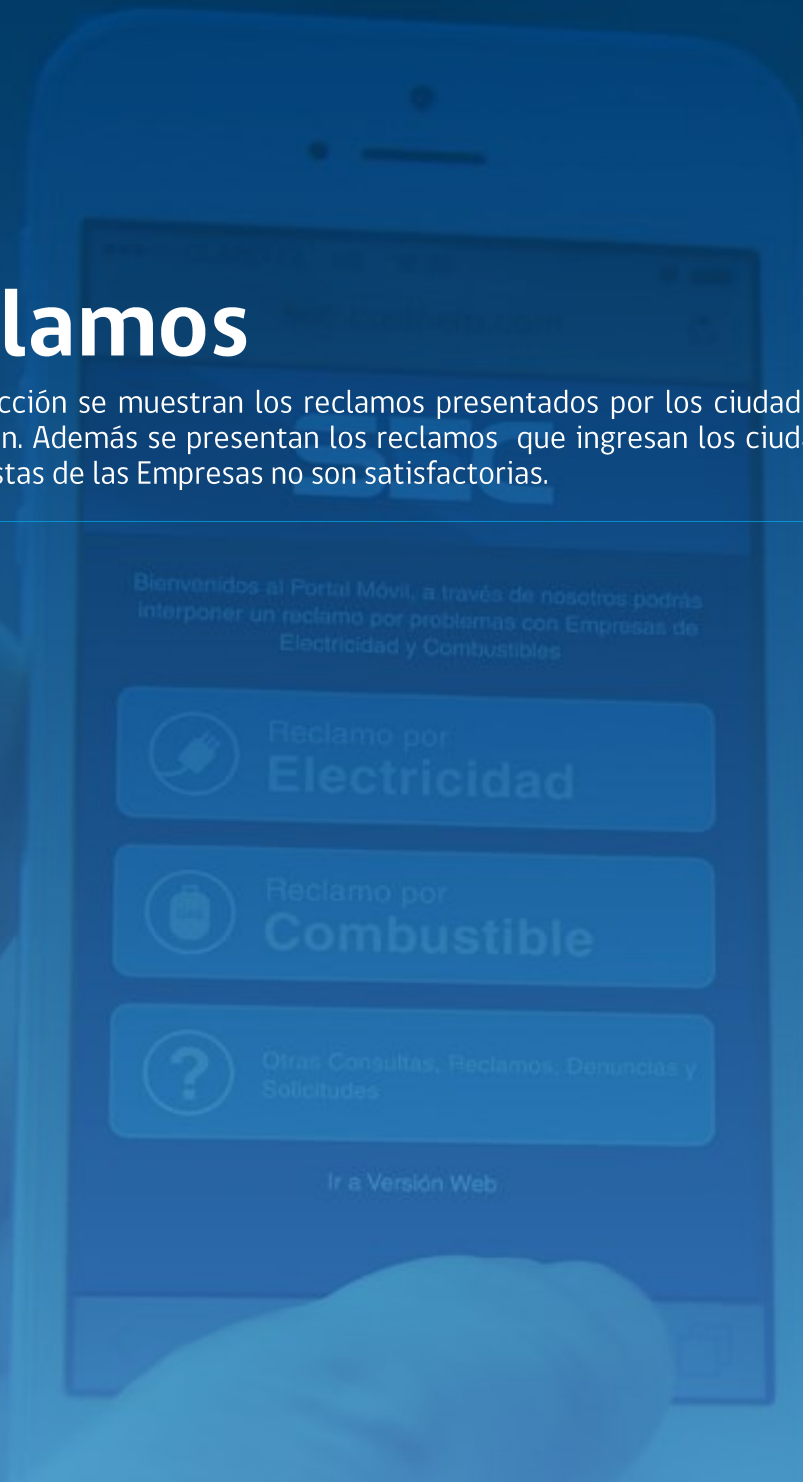 lamos
cción se muestran los reclamos presentados por los ciudad
n. Además se presentan los reclamos que ingresan los ciuda
stas de las Empresas no son satisfactorias.
SEC
Bienvenidos al Portal Móvil, a través de nosotros podrás
interponer un reclamo por problemas con Empresas de
Electricidad y Combustibles
Reclamo por
Electricidad
Reclamo por
Combustible
GAS
?
Otras Consultas, Reclamos, Denuncias y
Solicitudes
Ir a Versión Web